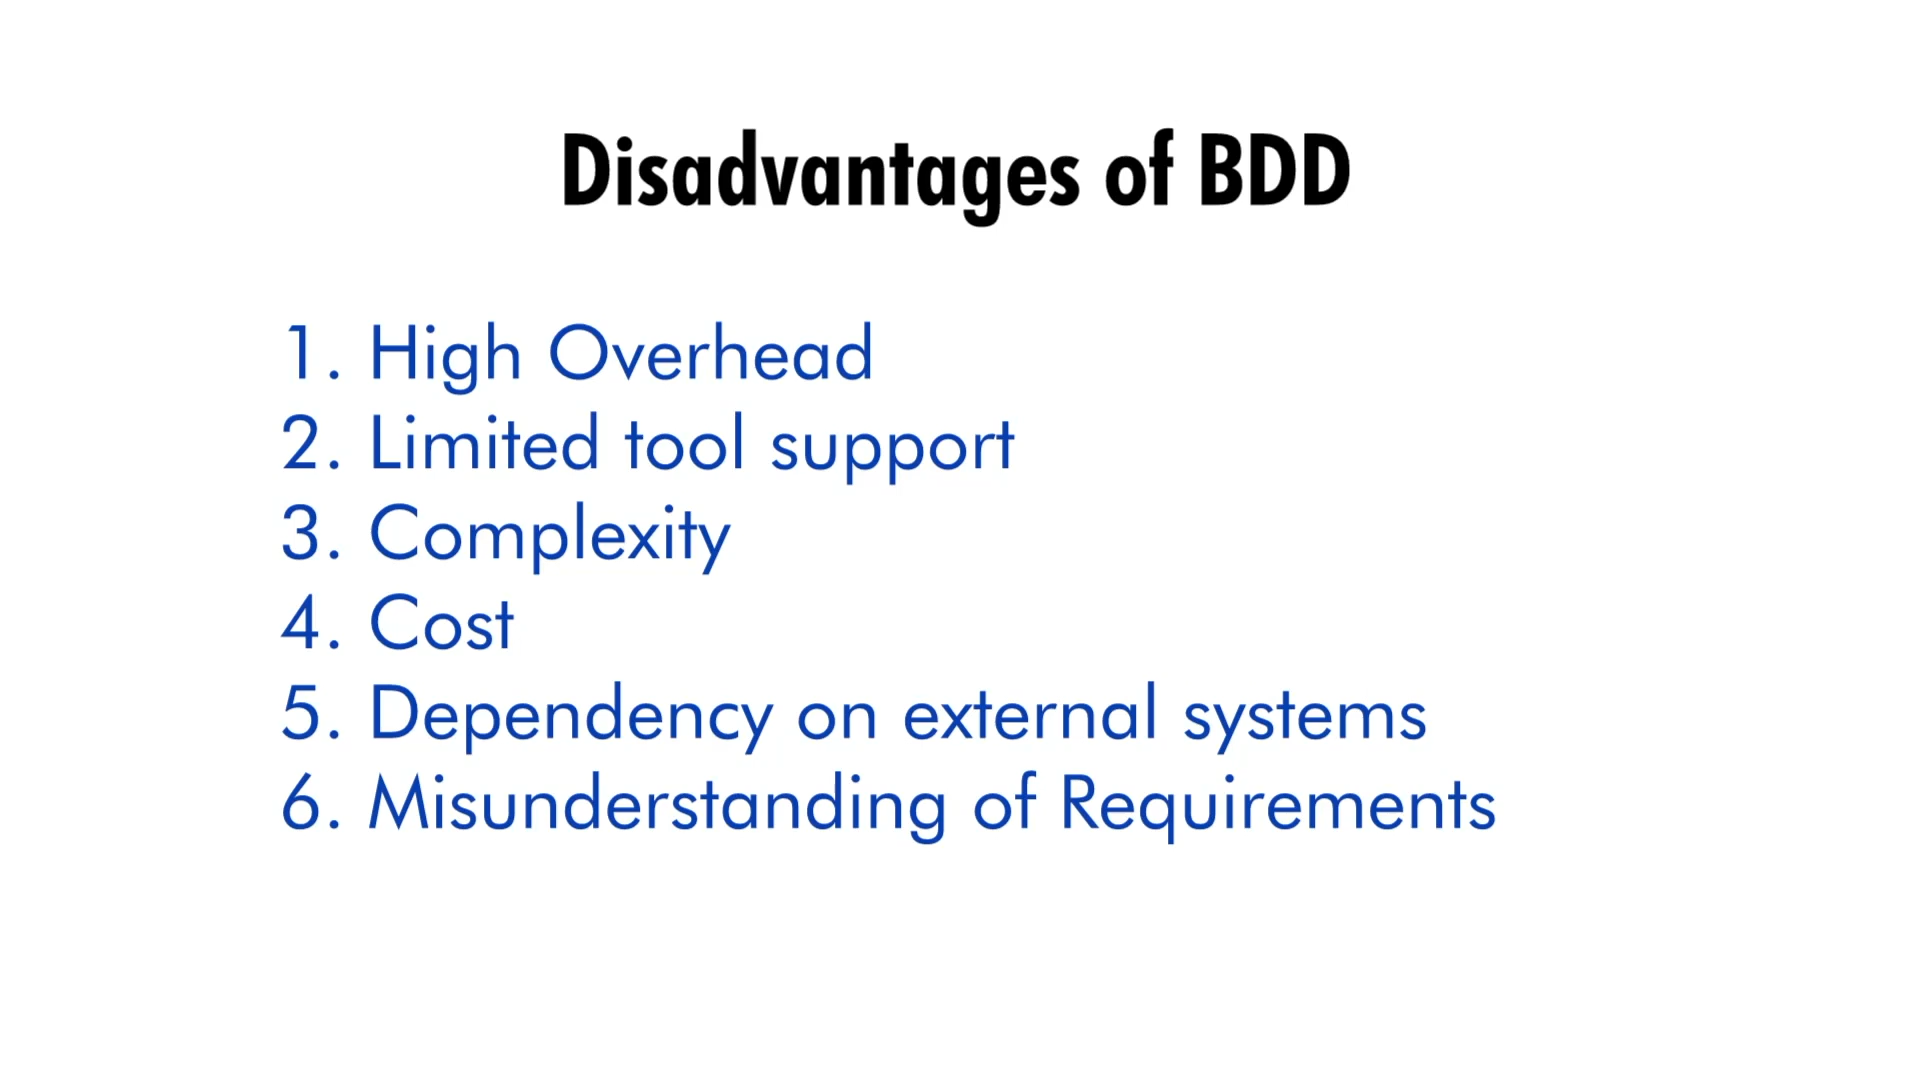 Disadvantages of BDD
1. High Overhead
2. Limited tool support
3. Complexity
4. Cost
5. Dependency on external systems
6. Misunderstanding of Requirements